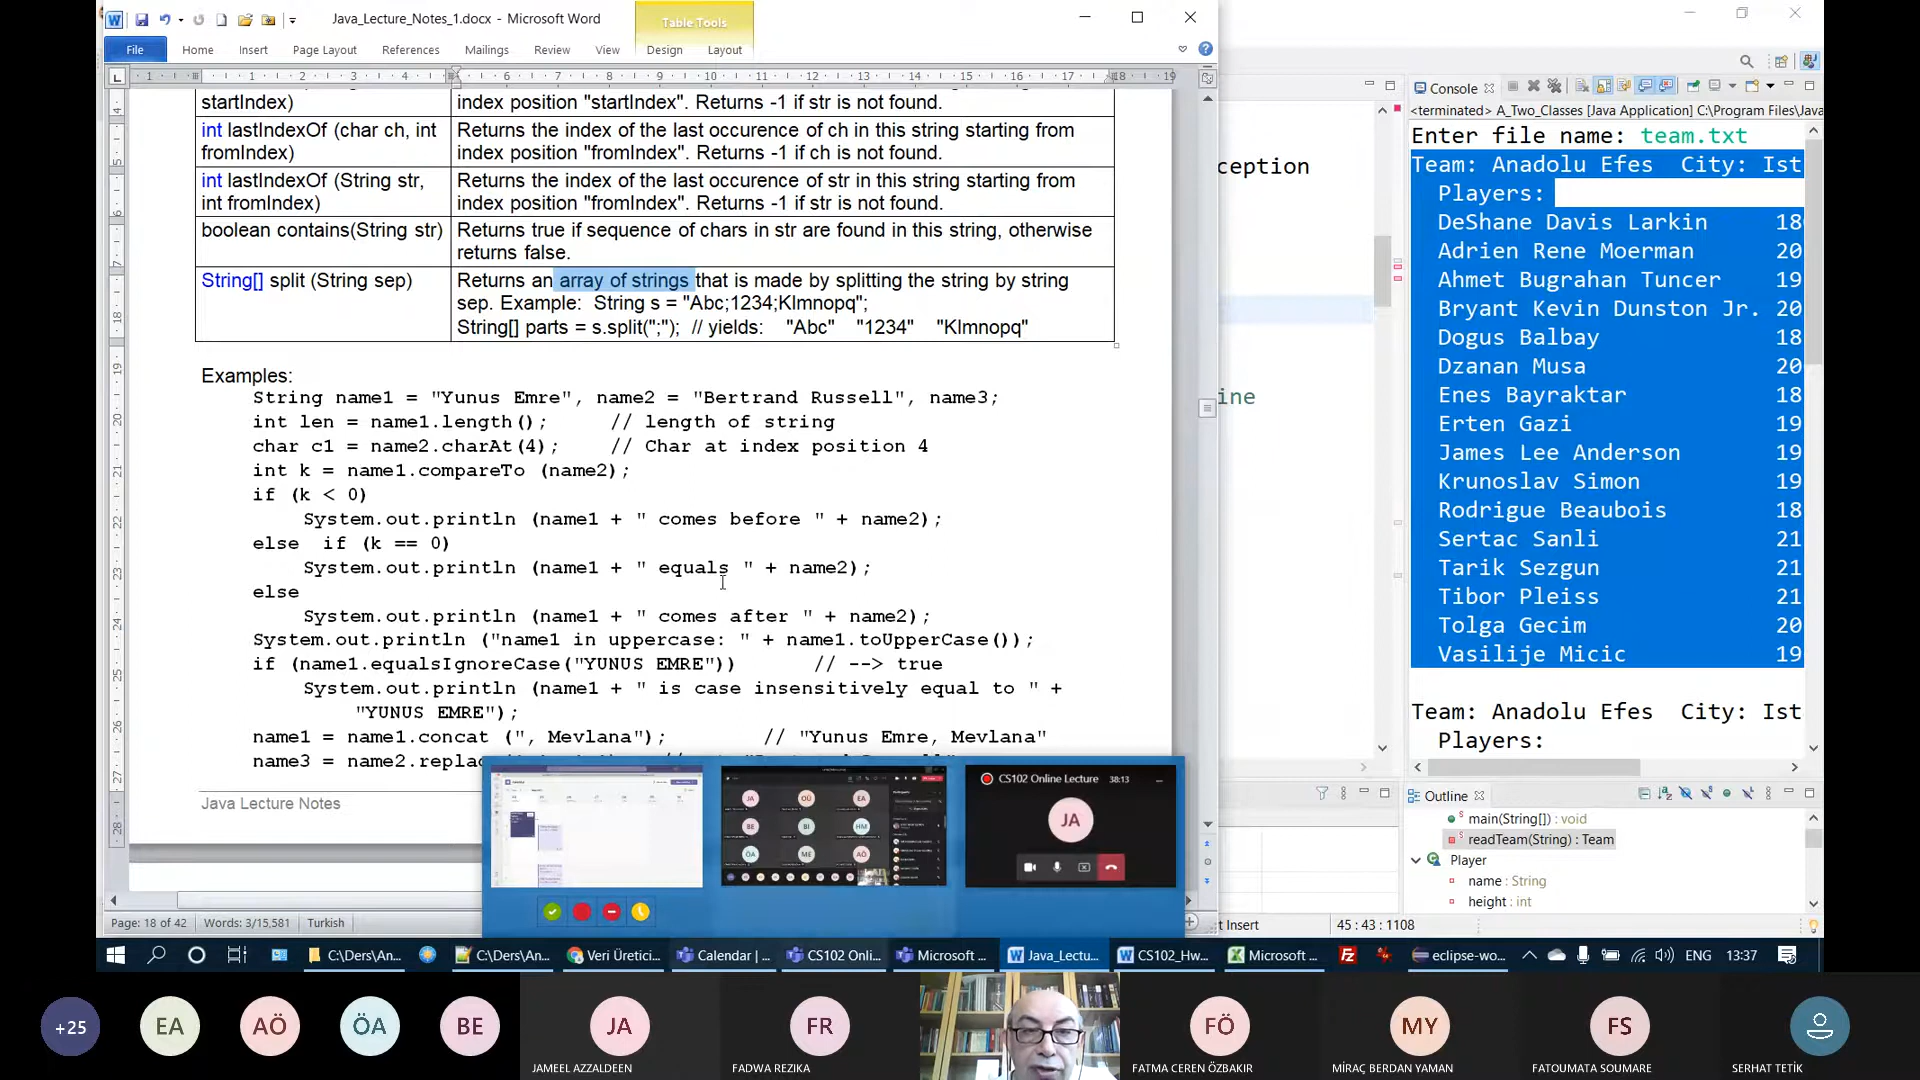 Java_Lecture_Notes_1.docx - Microsoft Word
Table Tools
File Home Insert Page Layout References Mailings Review View Design Layout
startIndex) index position "startIndex". Returns -1 if str is not found.
int lastIndexOf (char ch, int Returns the index of the last occurence of ch in this string starting from
fromIndex) index position "fromIndex". Returns -1 if ch is not found.
int lastIndexOf (String str, Returns the index of the last occurence of str in this string starting from
int fromIndex) index position "fromIndex". Returns -1 if str is not found.
boolean contains(String str) Returns true if sequence of chars in str are found in this string, otherwise
returns false.
String[] split (String sep) Returns an array of strings that is made by splitting the string by string
sep. Example: String s = "Abc;1234;Klmnopq";
String[] parts = s.split(";"); // yields: "Abc" "1234" "Klmnopq"
Examples:
String name1 = "Yunus Emre", name2 = "Bertrand Russell", name3;
int len = name1.length(); // length of string
char c1 = name2.charAt(4); // Char at index position 4
int k = name1.compareTo (name2);
if (k < 0)
System.out.println (name1 + " comes before " + name2);
else if (k == 0)
System.out.println (name1 + " equals " + name2);
else
System.out.println (name1 + " comes after " + name2);
System.out.println ("name1 in uppercase: " + name1.toUpperCase());
if (name1.equalsIgnoreCase("YUNUS EMRE")) // --> true
System.out.println (name1 + " is case insensitively equal to " +
"YUNUS EMRE");
name1 = name1.concat (", Mevlana"); // "Yunus Emre, Mevlana"
name3 = name2.replac
Java Lecture Notes
Page: 18 of 42 Words: 3/15,581 Turkish
ception
ine
Console
<terminated> A_Two_Classes [Java Application] C:\Program Files\Java
Enter file name: team.txt
Team: Anadolu Efes City: Ist
Players:
DeShane Davis Larkin 18
Adrien Rene Moerman 20
Ahmet Bugrahan Tuncer 19
Bryant Kevin Dunston Jr. 20
Dogus Balbay 18
Dzanan Musa 20
Enes Bayraktar 18
Erten Gazi 19
James Lee Anderson 19
Krunoslav Simon 19
Rodrigue Beaubois 18
Sertac Sanli 21
Tarik Sezgun 21
Tibor Pleiss 21
Tolga Gecim 20
Vasilije Micic 19
Team: Anadolu Efes City: Ist
Players:
Outline
main(String[]) : void
readTeam(String) : Team
Player
name : String
height : int
t Insert 45 : 43 : 1108
CS102 Online Lecture 38:13
JA
JA OÜ EA
BE BI HM
ÖA ME AÖ
C:\Ders\An... C:\Ders\An... Veri Üretici... Calendar | ... CS102 Onli... Microsoft ... Java_Lectu... CS102_Hw... Microsoft ... eclipse-wo... ENG 13:37
+25 EA AÖ ÖA BE JA FR FÖ MY FS
JAMEEL AZZALDEEN FADWA REZIKA FATMA CEREN ÖZBAKIR MİRAÇ BERDAN YAMAN FATOUMATA SOUMARE SERHAT TETİK